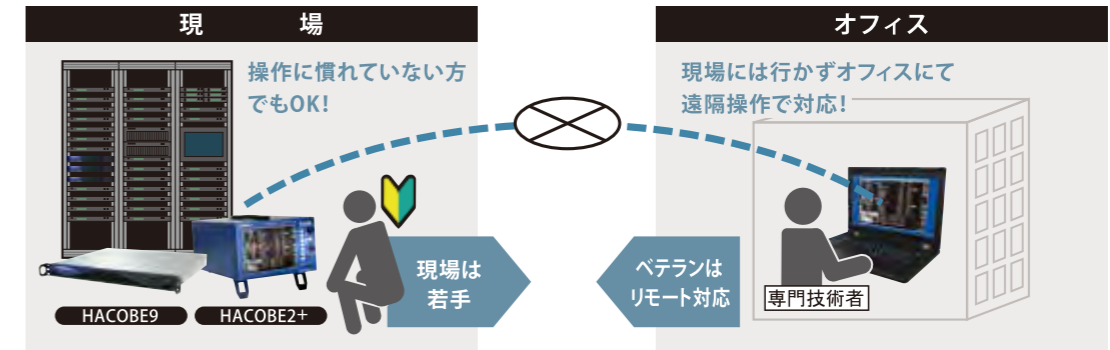 現場
操作に慣れていない方
でもOK!
HACOBE9
HACOBE2+
現場は
若手
オフィス
現場には行かずオフィスにて
遠隔操作で対応!
ベテランは
リモート対応
専門技術者